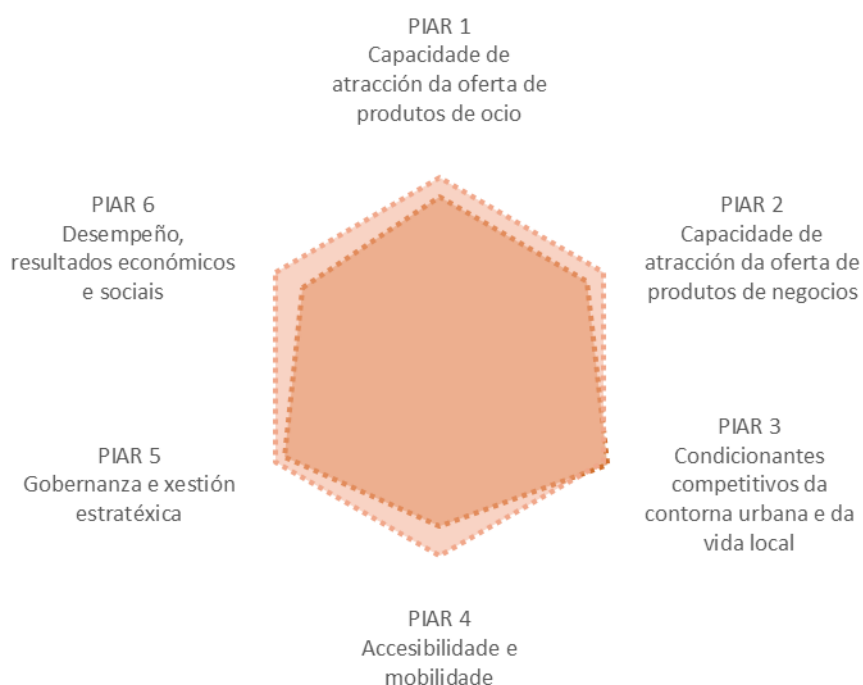 PIAR 1
Capacidade de
atracción da oferta de
produtos de ocio
PIAR 2
Capacidade de
atracción da oferta de
produtos de negocios
PIAR 3
Condicionantes
competitivos da
contorna urbana e da
vida local
PIAR 4
Accesibilidade e
mobilidade
PIAR 5
Gobernanza e xestión
estratéxica
PIAR 6
Desempeño,
resultados económicos
e sociais